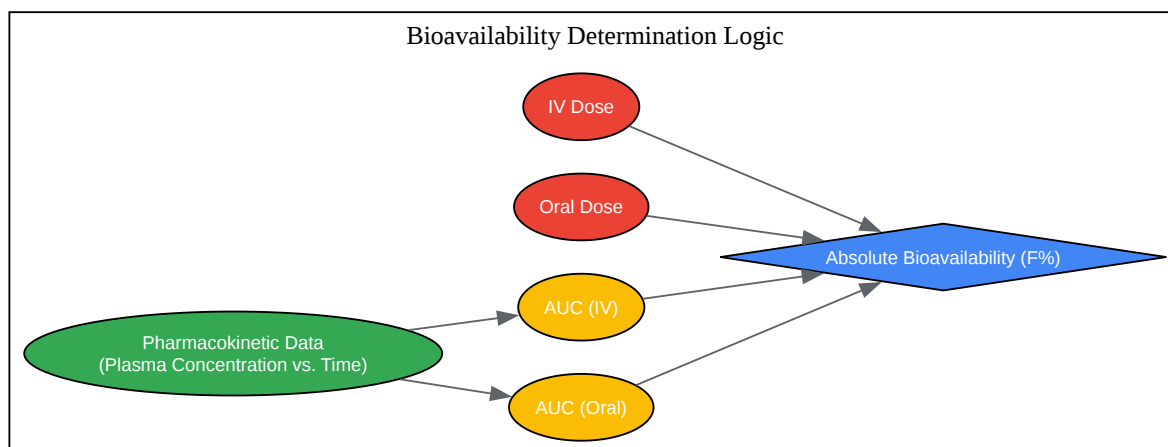 Bioavailability Determination Logic
IV Dose
Oral Dose
Absolute Bioavailability (F%)
AUC (IV)
Pharmacokinetic Data
(Plasma Concentration vs. Time)
AUC (Oral)